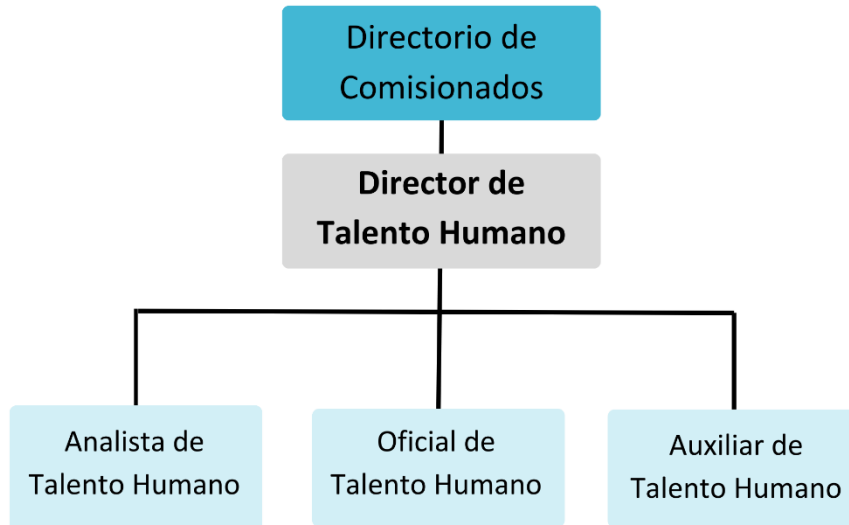 Directorio de
Comisionados
Director de
Talento Humano
Analista de
Talento Humano
Oficial de
Talento Humano
Auxiliar de
Talento Humano